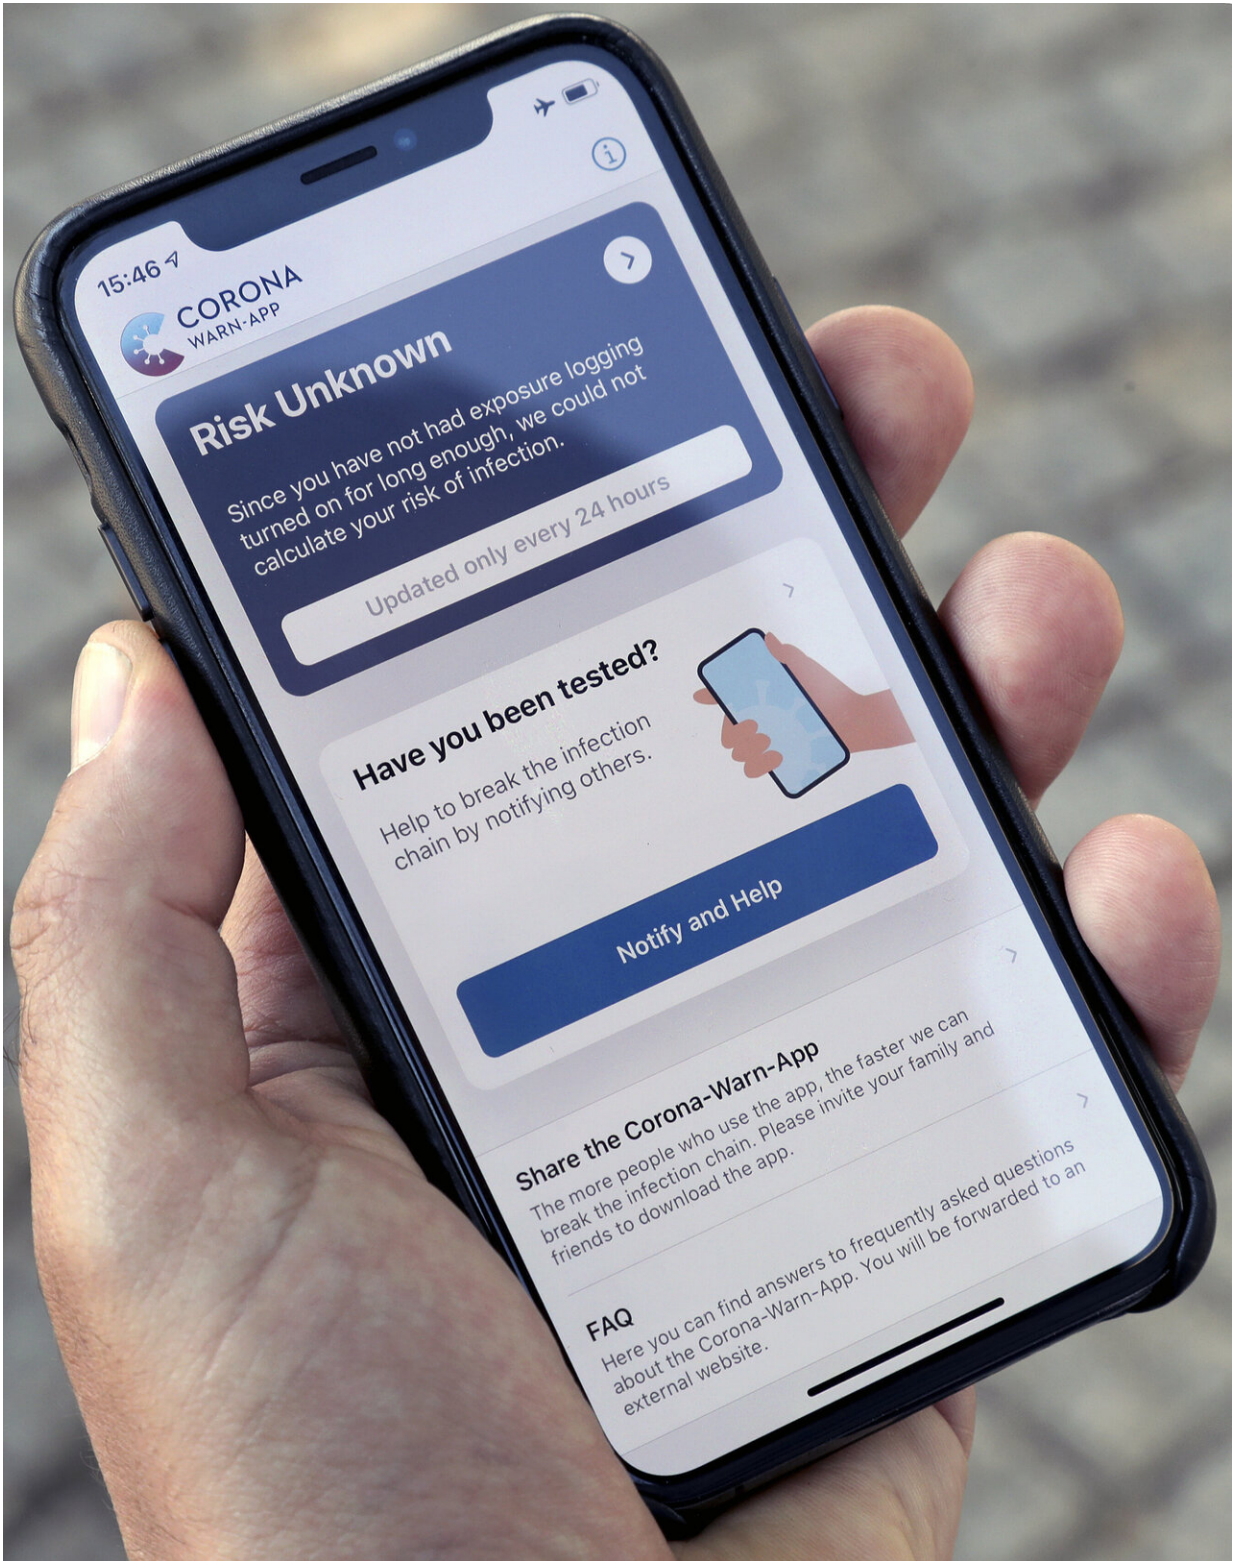 15:46
CORONA
WARN-APP
Risk Unknown
Since you have not had exposure logging
turned on for long enough, we could not
calculate your risk of infection.
Updated only every 24 hours
Have you been tested?
Help to break the infection
chain by notifying others.
Notify and Help
Share the Corona-Warn-App
The more people who use the app, the faster we can
break the infection chain. Please invite your family and
friends to download the app.
FAQ
Here you can find answers to frequently asked questions
about the Corona-Warn-App. You will be forwarded to an
external website.